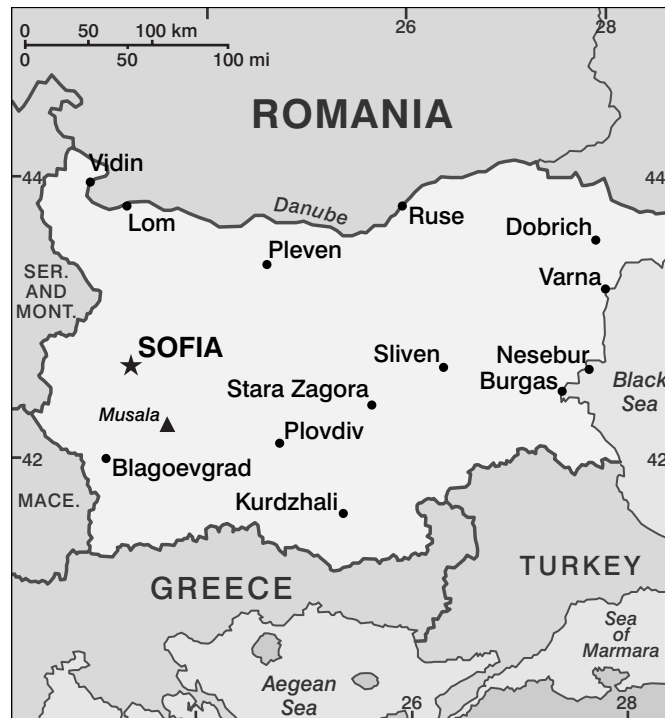 26
28
0
50
100 km
0
50
100 mi
ROMANIA
Vidin
44
44
Danube
Lom
Ruse
Dobrich
Pleven
SER.
AND
MONT.
Varna
SOFIA
Sliven
Nesebur
Burgas
Black
Sea
Stara Zagora
Musala
Plovdiv
42
42
Blagoevgrad
MACE.
Kurdzhali
GREECE
TURKEY
Sea
of
Marmara
Aegean
Sea
26
28